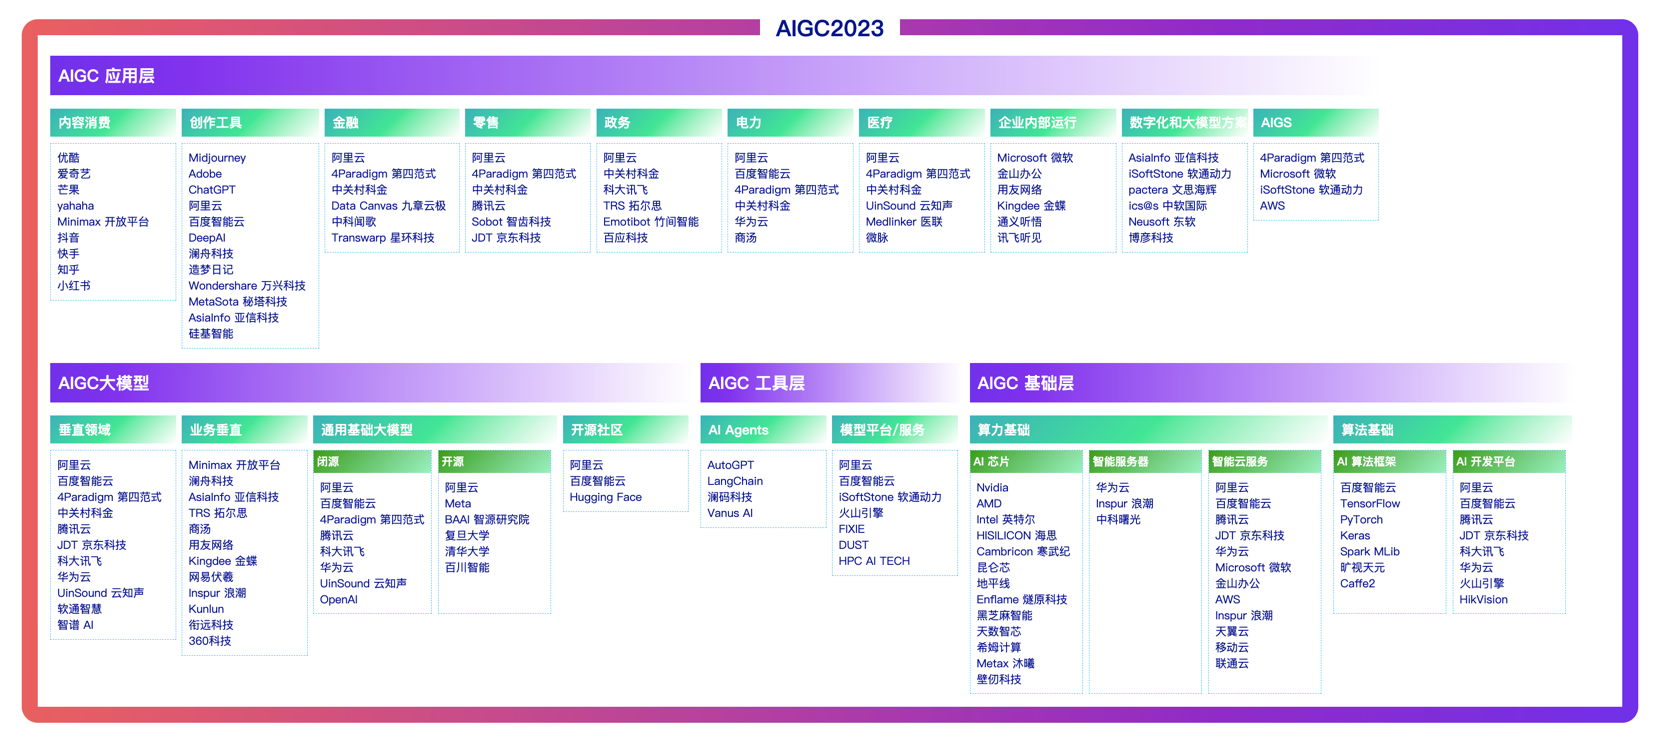 AIGC2023
AIGC 应用层
内容消费
优酷
爱奇艺
芒果
yahaha
Minimax 开放平台
抖音
快手
知乎
小红书
创作工具
Midjourney
Adobe
ChatGPT
阿里云
百度智能云
DeepAI
澜舟科技
造梦日记
Wondershare 万兴科技
MetaSota 秘塔科技
AsiaInfo 亚信科技
硅基智能
金融
阿里云
4Paradigm 第四范式
中关村科金
Data Canvas 九章云极
中科闻歌
Transwarp 星环科技
零售
阿里云
4Paradigm 第四范式
中关村科金
腾讯云
Sobot 智齿科技
JDT 京东科技
政务
阿里云
中关村科金
科大讯飞
TRS 拓尔思
Emotibot 竹间智能
百应科技
电力
阿里云
百度智能云
4Paradigm 第四范式
中关村科金
华为云
商汤
医疗
阿里云
4Paradigm 第四范式
中关村科金
UinSound 云知声
Medlinker 医联
微脉
企业内部运行
Microsoft 微软
金山办公
用友网络
Kingdee 金蝶
通义听悟
讯飞听见
数字化和大模型方案
AsiaInfo 亚信科技
iSoftStone 软通动力
pactera 文思海辉
ics@s 中软国际
Neusoft 东软
博彦科技
AIGS
4Paradigm 第四范式
Microsoft 微软
iSoftStone 软通动力
AWS
AIGC大模型
垂直领域
阿里云
百度智能云
4Paradigm 第四范式
中关村科金
腾讯云
JDT 京东科技
科大讯飞
华为云
UinSound 云知声
软通智慧
智谱 AI
业务垂直
Minimax 开放平台
澜舟科技
AsiaInfo 亚信科技
TRS 拓尔思
商汤
用友网络
Kingdee 金蝶
网易伏羲
Inspur 浪潮
Kunlun
衔远科技
360科技
通用基础大模型
闭源
阿里云
百度智能云
4Paradigm 第四范式
腾讯云
科大讯飞
华为云
UinSound 云知声
OpenAI
开源
阿里云
Meta
BAAI 智源研究院
复旦大学
清华大学
百川智能
开源社区
阿里云
百度智能云
Hugging Face
AIGC 工具层
AI Agents
AutoGPT
LangChain
澜码科技
Vanus AI
模型平台/服务
阿里云
百度智能云
iSoftStone 软通动力
火山引擎
FIXIE
DUST
HPC AI TECH
AIGC 基础层
算力基础
AI 芯片
Nvidia
AMD
Intel 英特尔
HISILICON 海思
Cambricon 寒武纪
昆仑芯
地平线
Enflame 燧原科技
黑芝麻智能
天数智芯
希姆计算
Metax 沐曦
壁仞科技
智能服务器
华为云
Inspur 浪潮
中科曙光
智能云服务
阿里云
百度智能云
腾讯云
JDT 京东科技
华为云
Microsoft 微软
金山办公
AWS
Inspur 浪潮
天翼云
移动云
联通云
算法基础
AI 算法框架
百度智能云
TensorFlow
PyTorch
Keras
Spark MLib
旷视天元
Caffe2
AI 开发平台
阿里云
百度智能云
腾讯云
JDT 京东科技
科大讯飞
华为云
火山引擎
HikVision